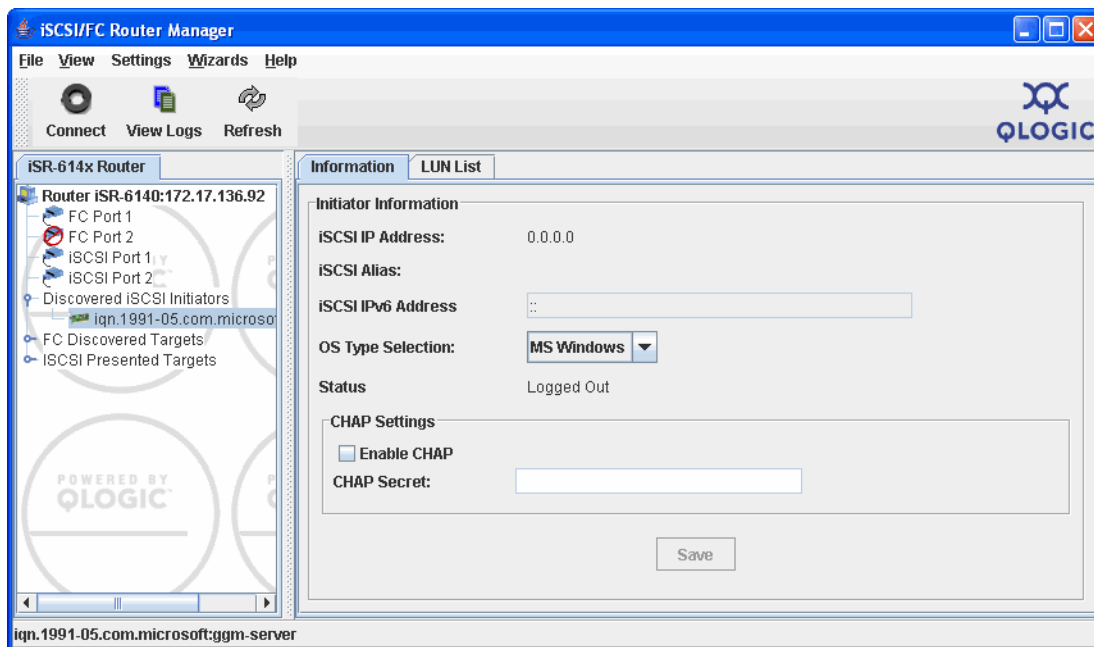 iSCSI/FC Router Manager
File View Settings Wizards Help
Connect View Logs Refresh
QLOGIC
iSR-614x Router
Router iSR-6140:172.17.136.92
FC Port 1
FC Port 2
iSCSI Port 1
iSCSI Port 2
Discovered iSCSI Initiators
iqn.1991-05.com.microsof
FC Discovered Targets
ISCSI Presented Targets
POWERED BY
QLOGIC
Information LUN List
Initiator Information
iSCSI IP Address: 0.0.0.0
iSCSI Alias:
iSCSI IPv6 Address ::
OS Type Selection: MS Windows
Status Logged Out
CHAP Settings
Enable CHAP
CHAP Secret:
Save
iqn.1991-05.com.microsoft:ggm-server